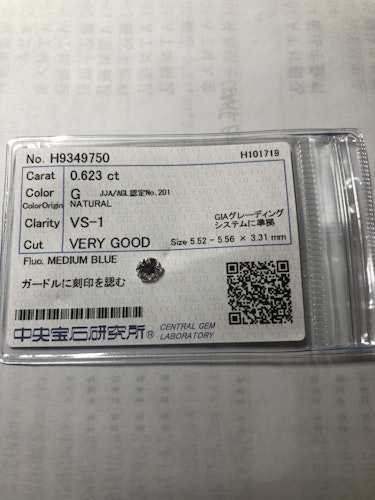 No. H9349750 H101719
Carat 0.623 ct
Color G JJA/AGL認定No.201
ColorOrigin NATURAL
Clarity VS-1 GIAグレーディング
システムに準拠
Cut VERY GOOD Size 5.52 - 5.56 × 3.31 mm
Fluo. MEDIUM BLUE
ガードルに刻印を認む
中央宝石研究所® CENTRAL GEM
LABORATORY